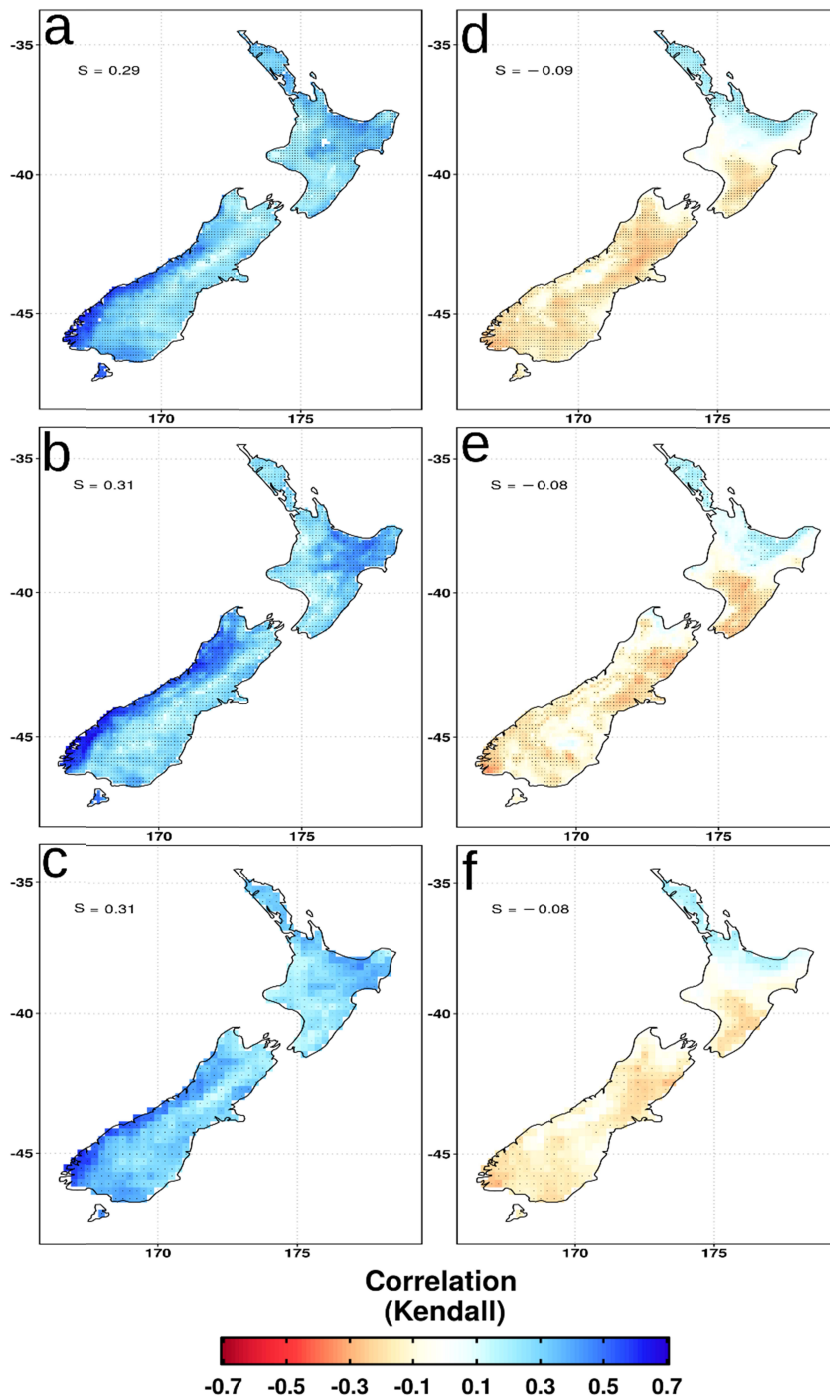 a
d
-35
S = 0.29
-35
S = −0.09
-40
-40
-45
-45
170
175
170
175
b
e
-35
S = 0.31
-35
S = −0.08
-40
-40
-45
-45
170
175
170
175
c
f
-35
S = 0.31
-35
S = −0.08
-40
-40
-45
-45
170
175
170
175
Correlation
(Kendall)
-0.7 -0.5 -0.3 -0.1 0.1 0.3 0.5 0.7